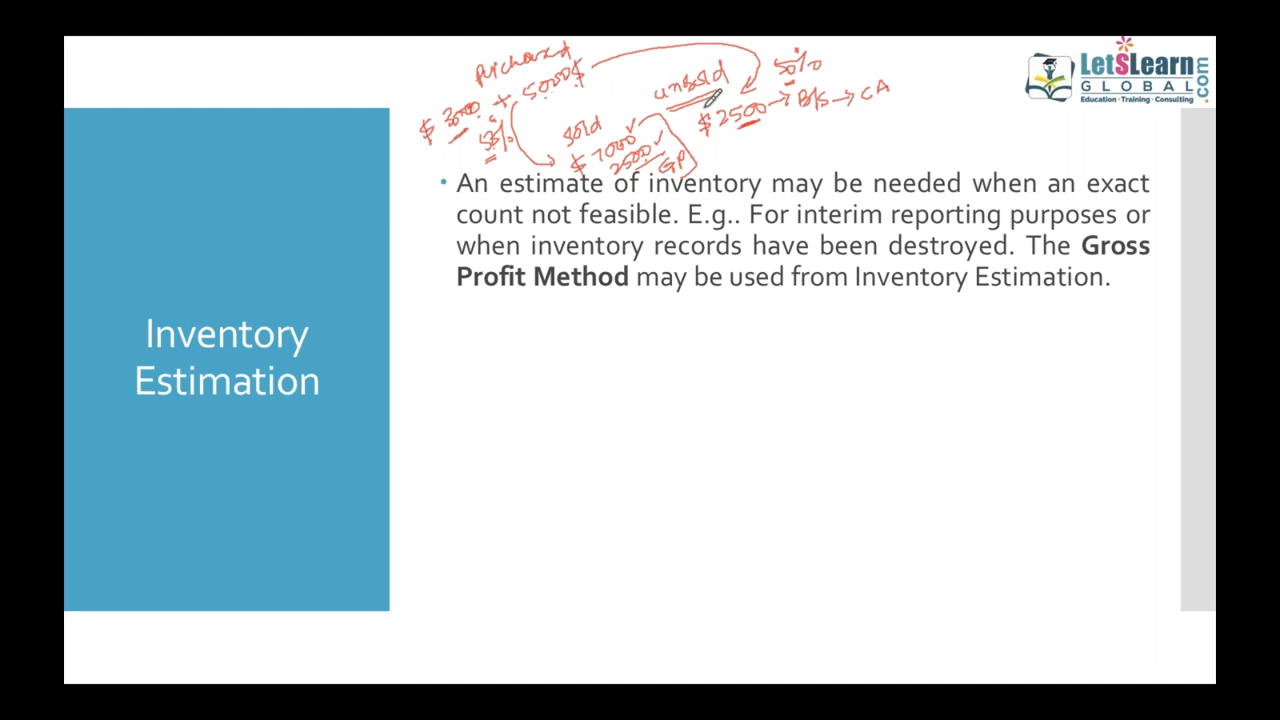 purchased
$ 3000 + 5000$
50%
sold
$ 7000
2500
GP
unsold
50%
$ 2500 → B/S → CA
LetSLearn
GLOBAL
.com
Education · Training · Consulting
• An estimate of inventory may be needed when an exact
count not feasible. E.g.. For interim reporting purposes or
when inventory records have been destroyed. The Gross
Profit Method may be used from Inventory Estimation.
Inventory
Estimation